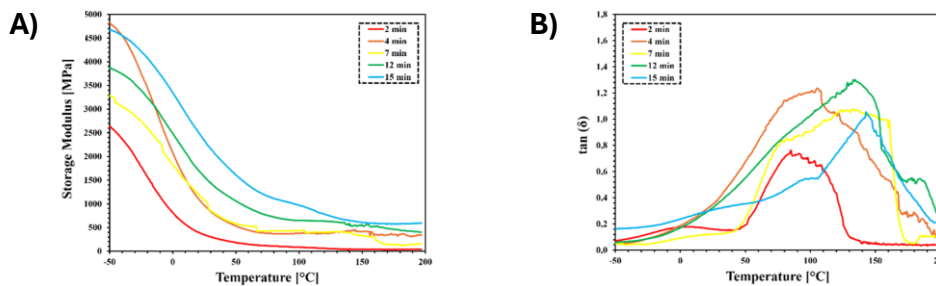 A)
Storage Modulus [MPa]
5000
4500
4000
3500
3000
2500
2000
1500
1000
500
0
-50
0
50
100
150
200
Temperature [°C]
2 min
4 min
7 min
12 min
15 min
B)
tan (δ)
1,8
1,6
1,4
1,2
1,0
0,8
0,6
0,4
0,2
0,0
-50
0
50
100
150
200
Temperature [°C]
2 min
4 min
7 min
12 min
15 min